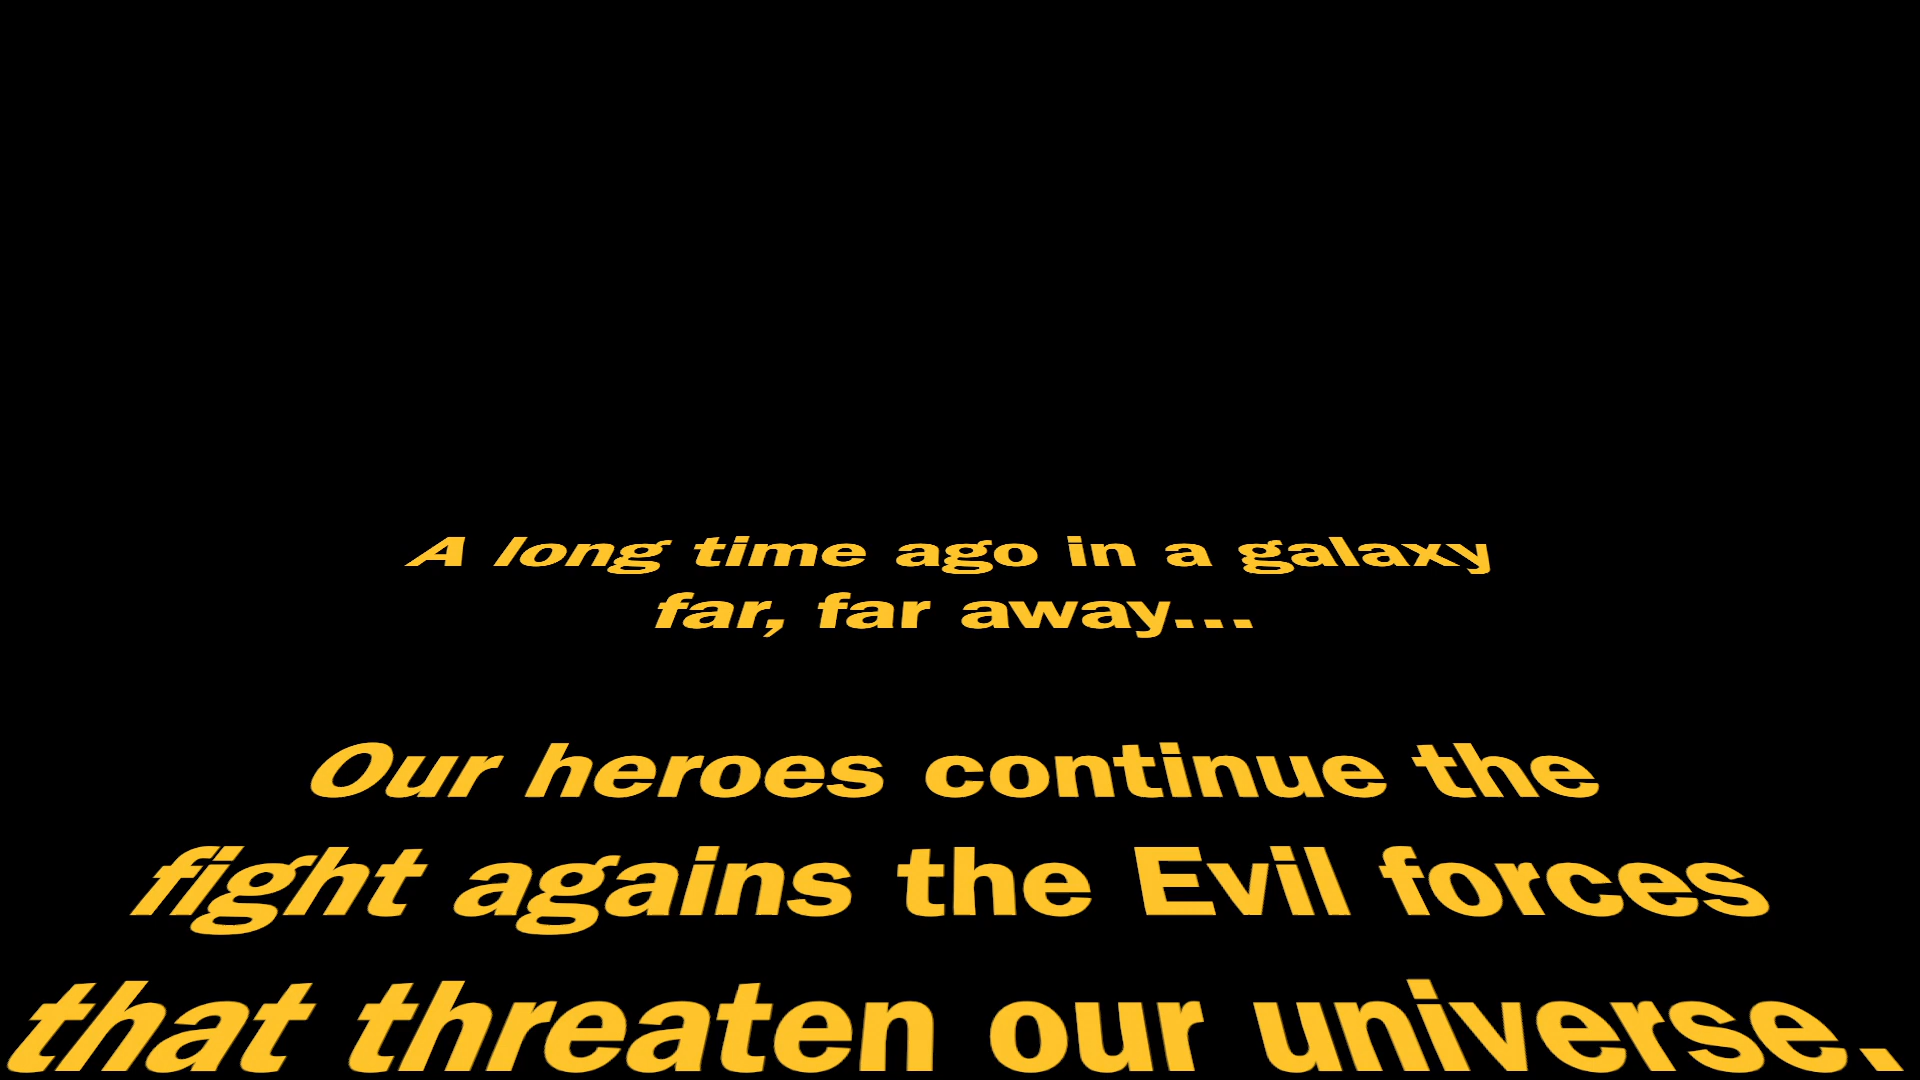 A long time ago in a galaxy
far, far away...
Our heroes continue the
fight agains the Evil forces
that threaten our universe.